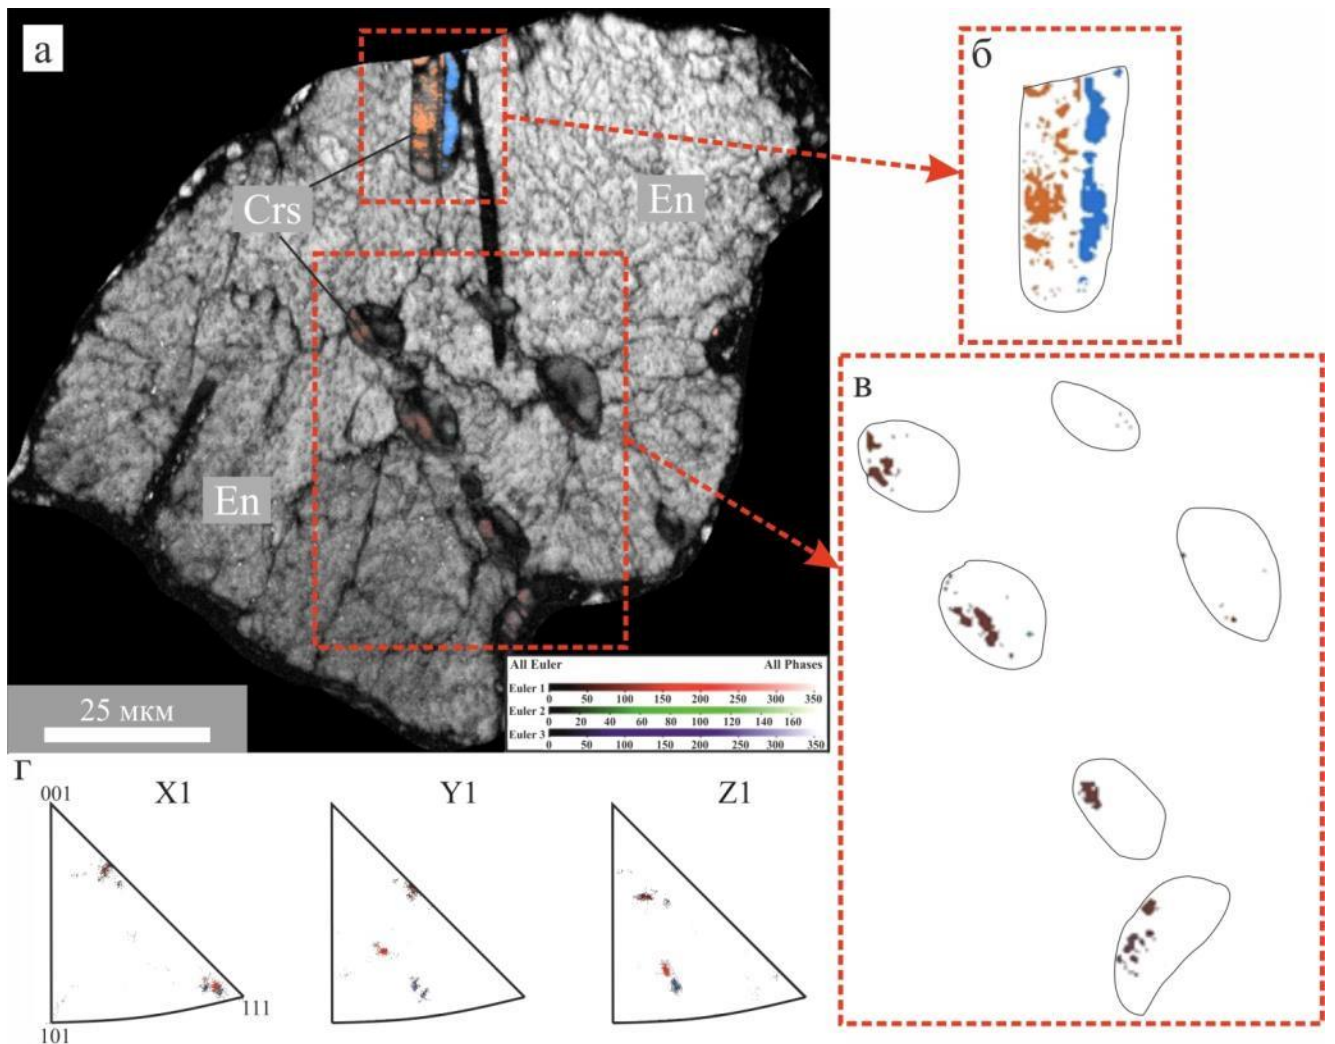 а
Crs
En
En
25 мкм
All Euler All Phases
Euler 1
0 50 100 150 200 250 300 350
Euler 2
0 20 40 60 80 100 120 140 160
Euler 3
0 50 100 150 200 250 300 350
б
в
г
X1 Y1 Z1
001
111
101